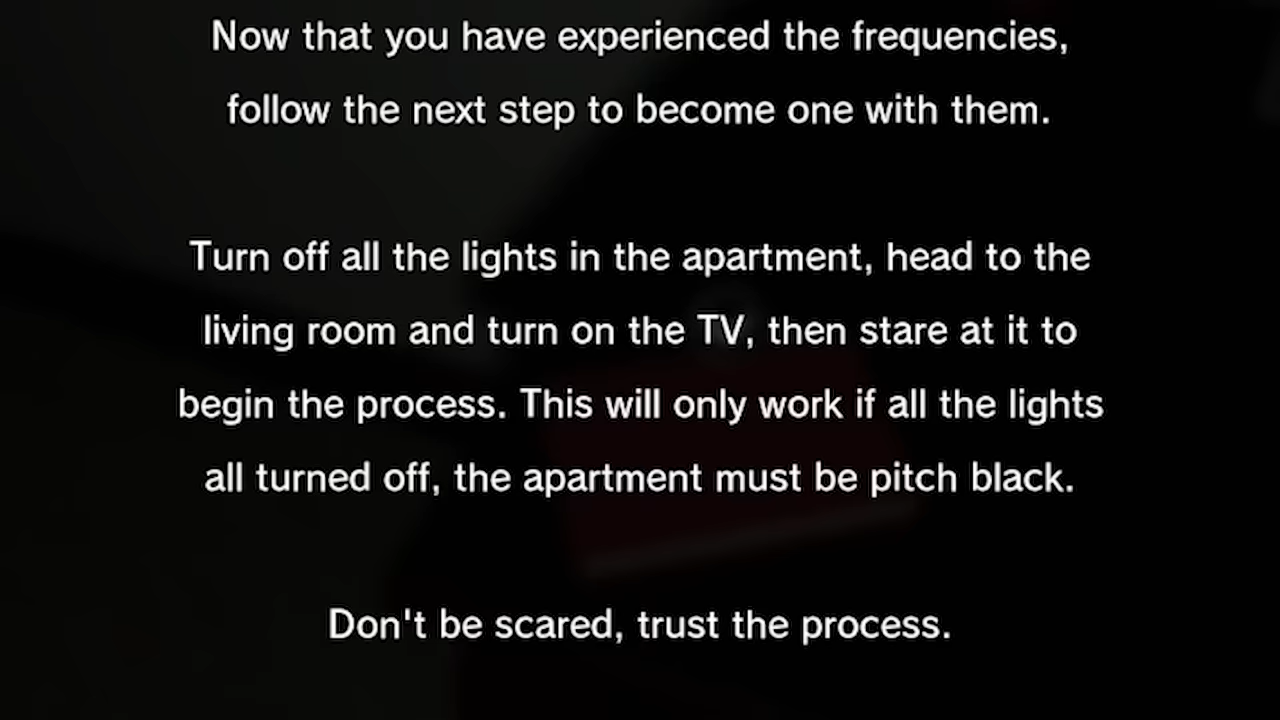 Now that you have experienced the frequencies,
follow the next step to become one with them.
Turn off all the lights in the apartment, head to the
living room and turn on the TV, then stare at it to
begin the process. This will only work if all the lights
all turned off, the apartment must be pitch black.
Don't be scared, trust the process.